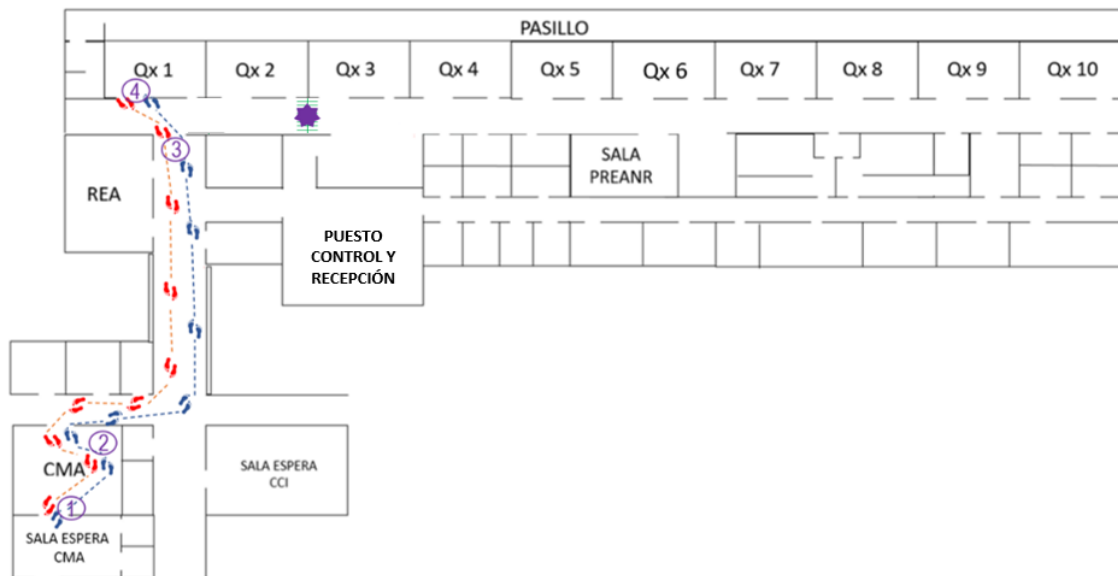 PASILLO
Qx 1
Qx 2
Qx 3
Qx 4
Qx 5
Qx 6
Qx 7
Qx 8
Qx 9
Qx 10
4
3
SALA
PREANR
REA
PUESTO
CONTROL Y
RECEPCIÓN
2
CMA
SALA ESPERA
CCI
1
SALA ESPERA
CMA